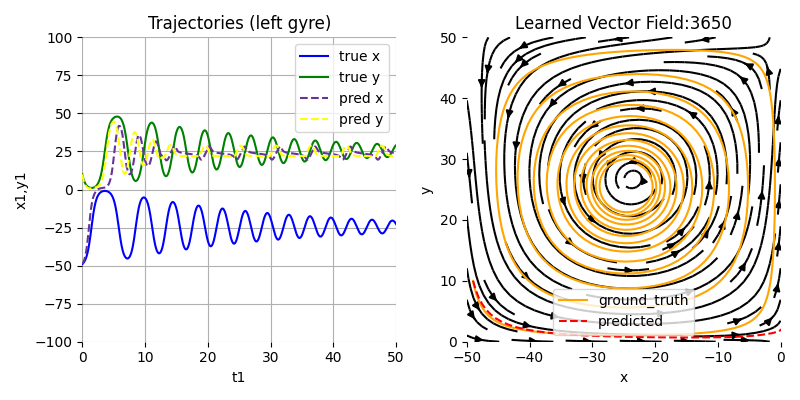 Trajectories (left gyre)
100
75
50
25
0
−25
−50
−75
−100
x1,y1
true x
true y
pred x
pred y
0 10 20 30 40 50
t1
Learned Vector Field:3650
50
40
30
20
10
0
y
ground_truth
predicted
−50 −40 −30 −20 −10 0
x